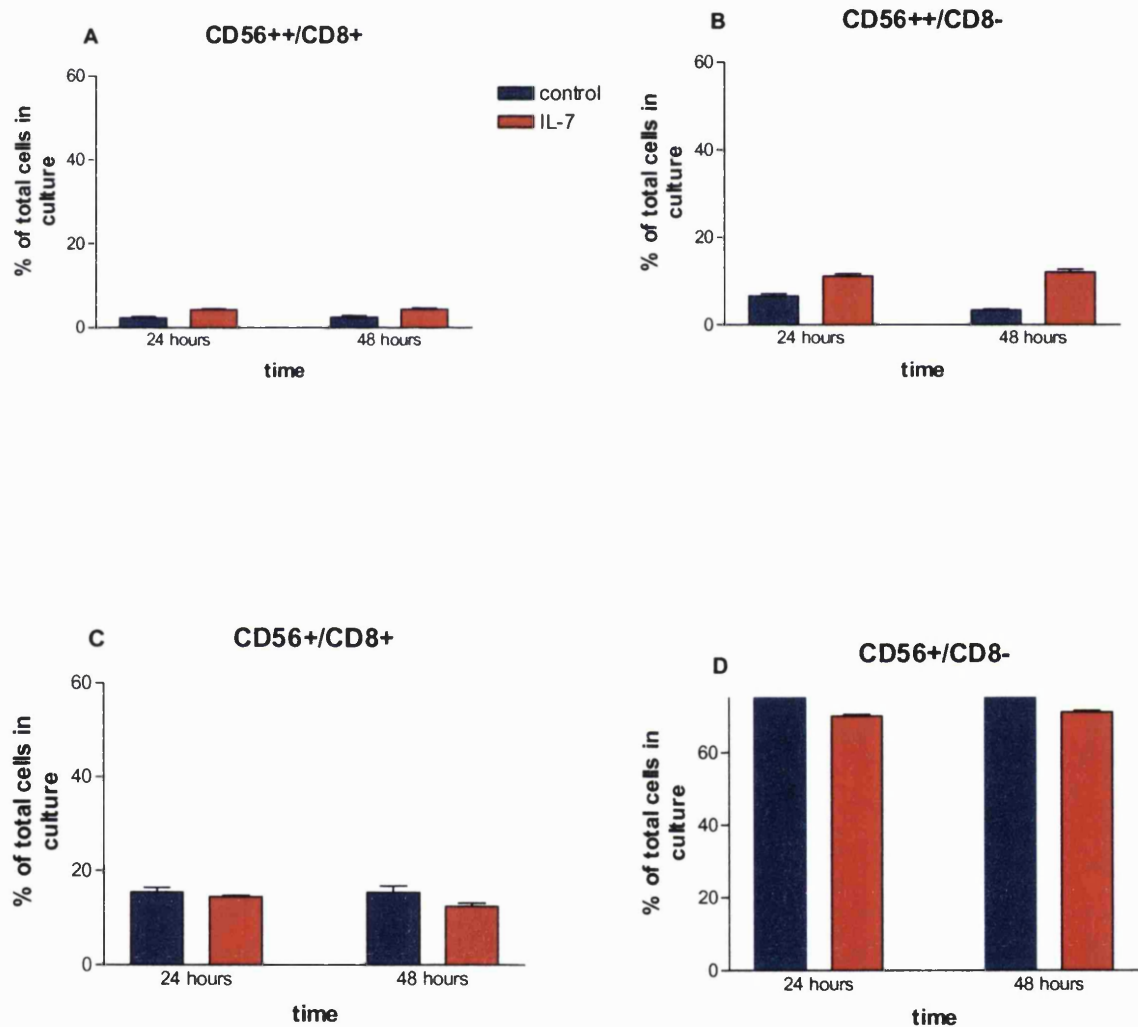 A
CD56++/CD8+
60
40
20
0
% of total cells in
culture
24 hours
48 hours
time
control
IL-7
B
CD56++/CD8-
60
40
20
0
% of total cells in
culture
24 hours
48 hours
time
C
CD56+/CD8+
60
40
20
0
% of total cells in
culture
24 hours
48 hours
time
D
CD56+/CD8-
60
40
20
0
% of total cells in
culture
24 hours
48 hours
time